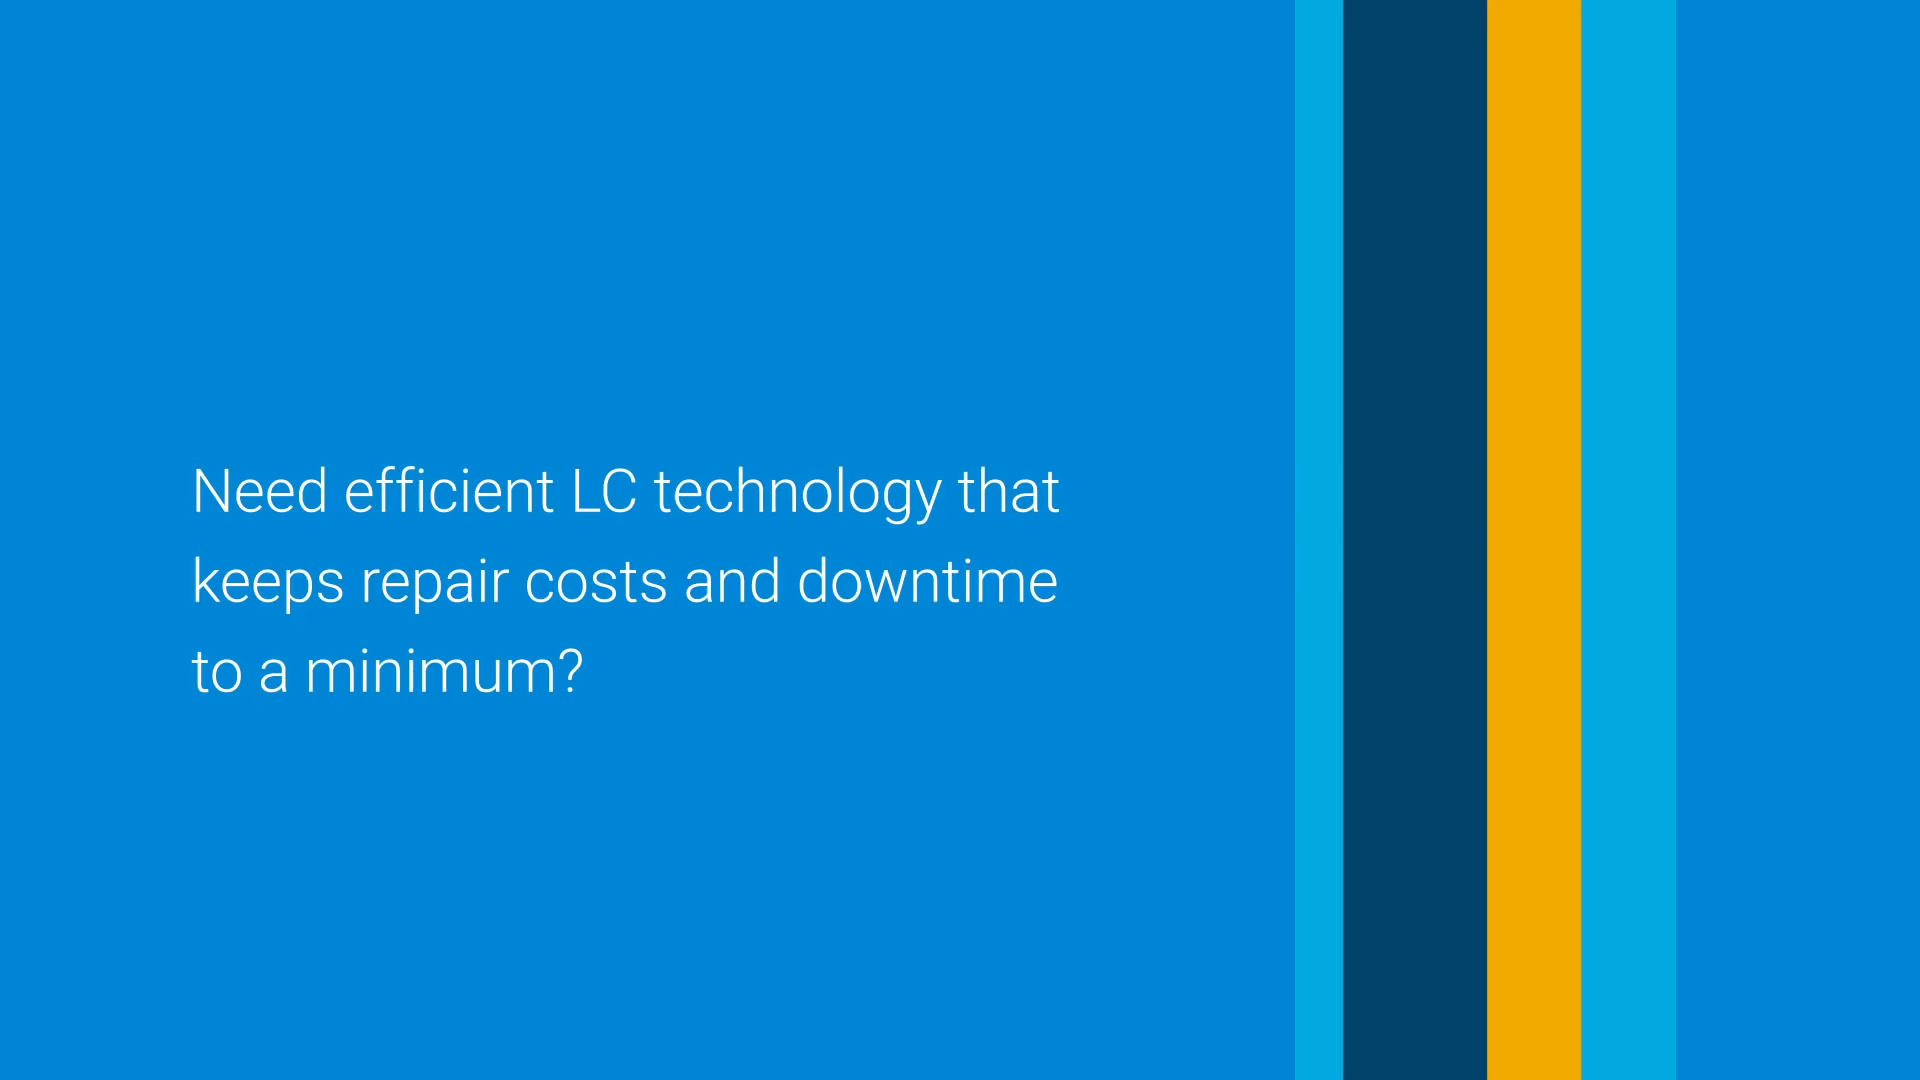 Need efficient LC technology that
keeps repair costs and downtime
to a minimum?